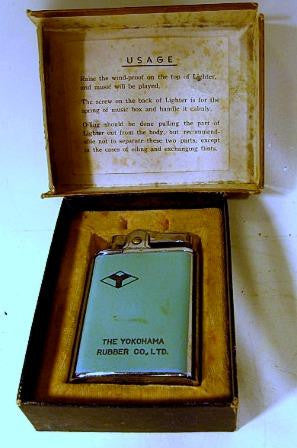 USAGE
Raise the wind-proof on the top of Lighter,
and music will be played.
The screw on the back of Lighter is for the
spring of music box and handle it calmly.
Oiling should be done pulling the part of
Lighter out from the body, but recommend-
able not to separate these two parts, except
in the cases of oiling and exchanging flints.
THE YOKOHAMA
RUBBER CO., LTD.